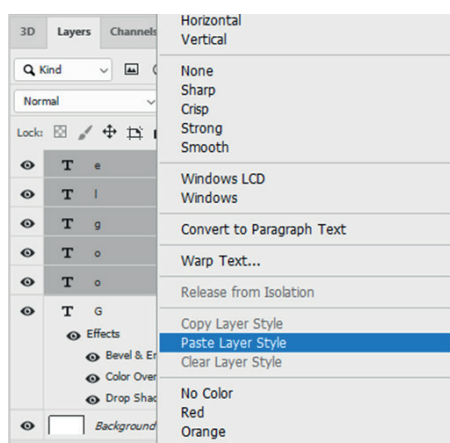 3D Layers Channels
Kind
Normal
Lock:
T e
T l
T g
T o
T o
T G
Effects
Bevel & E
Color Over
Drop Shad
Background
Horizontal
Vertical
None
Sharp
Crisp
Strong
Smooth
Windows LCD
Windows
Convert to Paragraph Text
Warp Text...
Release from Isolation
Copy Layer Style
Paste Layer Style
Clear Layer Style
No Color
Red
Orange